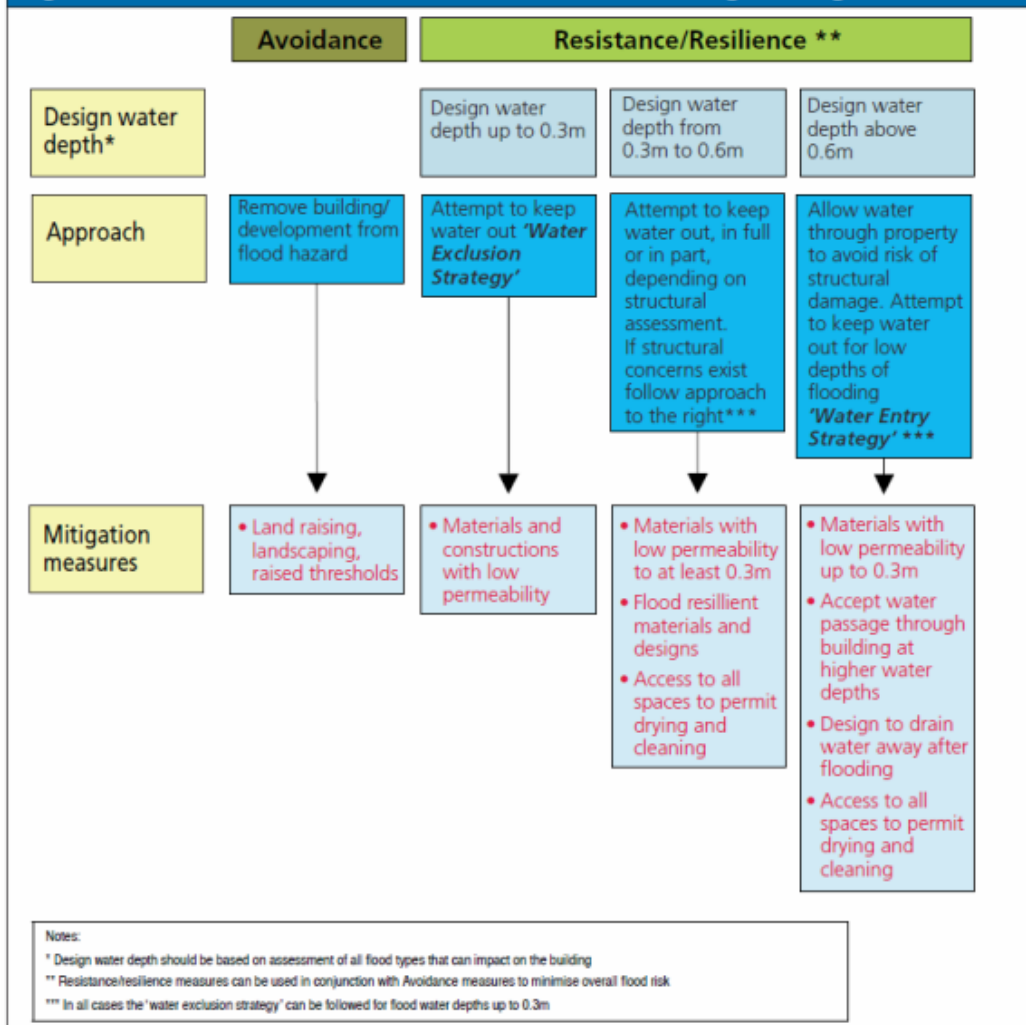 Avoidance
Resistance/Resilience **
Design water
depth*
Design water
depth up to 0.3m
Design water
depth from
0.3m to 0.6m
Design water
depth above
0.6m
Approach
Remove building/
development from
flood hazard
Attempt to keep
water out 'Water
Exclusion
Strategy'
Attempt to keep
water out, in full
or in part,
depending on
structural
assessment.
If structural
concerns exist
follow approach
to the right***
Allow water
through property
to avoid risk of
structural
damage. Attempt
to keep water
out for low
depths of
flooding
'Water Entry
Strategy' ***
Mitigation
measures
• Land raising,
landscaping,
raised thresholds
• Materials and
constructions
with low
permeability
• Materials with
low permeability
to at least 0.3m
• Flood resillient
materials and
designs
• Access to all
spaces to permit
drying and
cleaning
• Materials with
low permeability
up to 0.3m
• Accept water
passage through
building at
higher water
depths
• Design to drain
water away after
flooding
• Access to all
spaces to permit
drying and
cleaning
Notes:
* Design water depth should be based on assessment of all flood types that can impact on the building
** Resistance/resilience measures can be used in conjunction with Avoidance measures to minimise overall flood risk
*** In all cases the 'water exclusion strategy' can be followed for flood water depths up to 0.3m